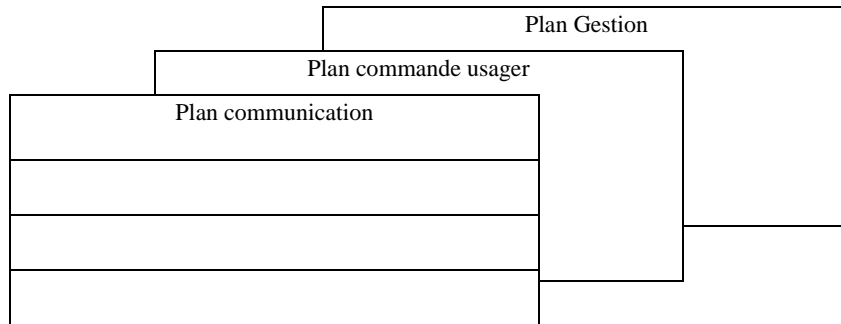 Plan Gestion
Plan commande usager
Plan communication